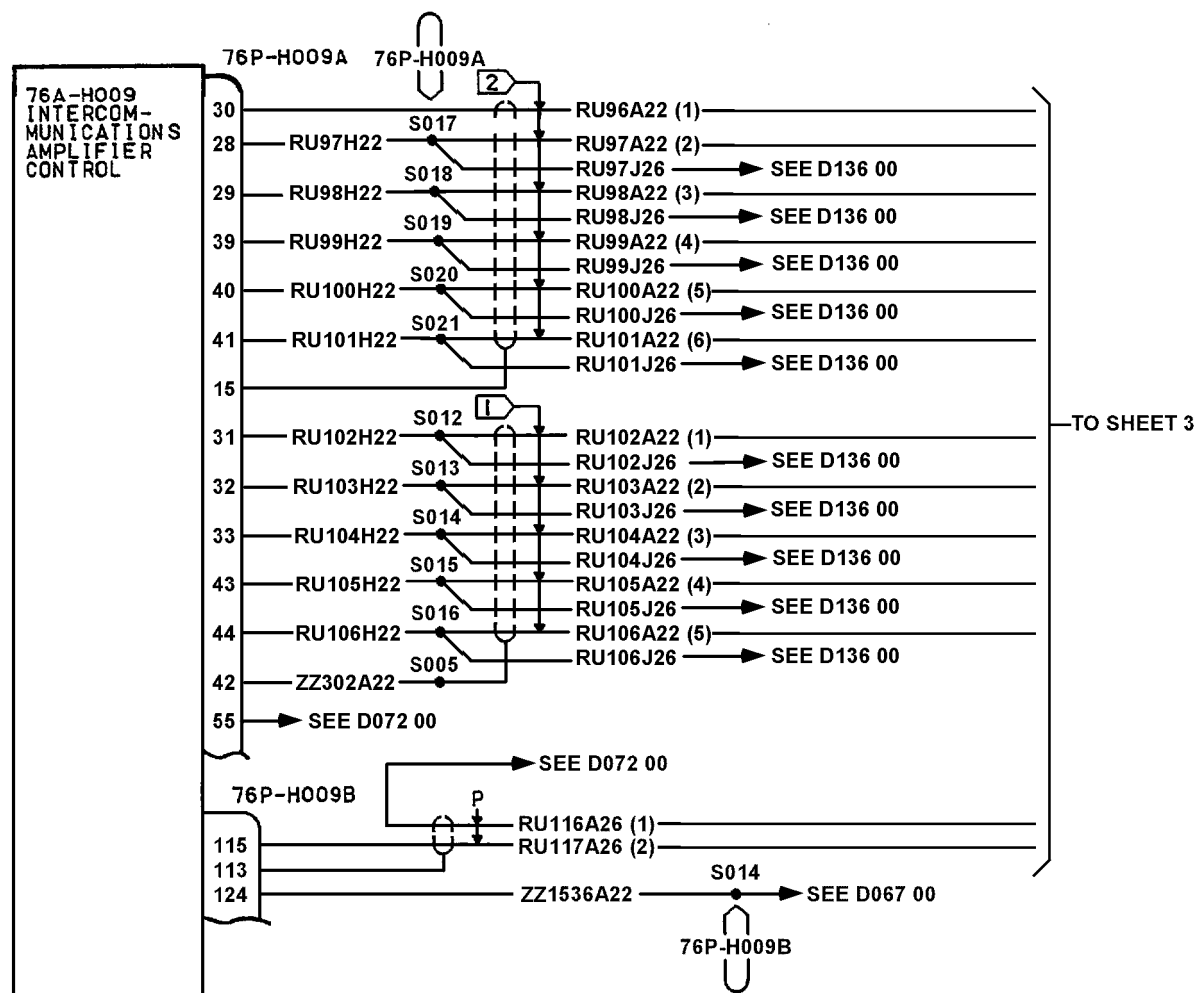 76P-H009A
76P-H009A
76A-H009
INTERCOM-
MUNICATIONS
AMPLIFIER
CONTROL
2
30 RU96A22 (1)
28 RU97H22 S017 RU97A22 (2)
RU97J26 SEE D136 00
29 RU98H22 S018 RU98A22 (3)
RU98J26 SEE D136 00
39 RU99H22 S019 RU99A22 (4)
RU99J26 SEE D136 00
40 RU100H22 S020 RU100A22 (5)
RU100J26 SEE D136 00
41 RU101H22 S021 RU101A22 (6)
RU101J26 SEE D136 00
15
1
31 RU102H22 S012 RU102A22 (1)
TO SHEET 3
RU102J26 SEE D136 00
32 RU103H22 S013 RU103A22 (2)
RU103J26 SEE D136 00
33 RU104H22 S014 RU104A22 (3)
RU104J26 SEE D136 00
43 RU105H22 S015 RU105A22 (4)
RU105J26 SEE D136 00
44 RU106H22 S016 RU106A22 (5)
RU106J26 SEE D136 00
42 ZZ302A22 S005
55 SEE D072 00
SEE D072 00
76P-H009B
P
RU116A26 (1)
115 RU117A26 (2)
113
124 ZZ1536A22 S014 SEE D067 00
76P-H009B